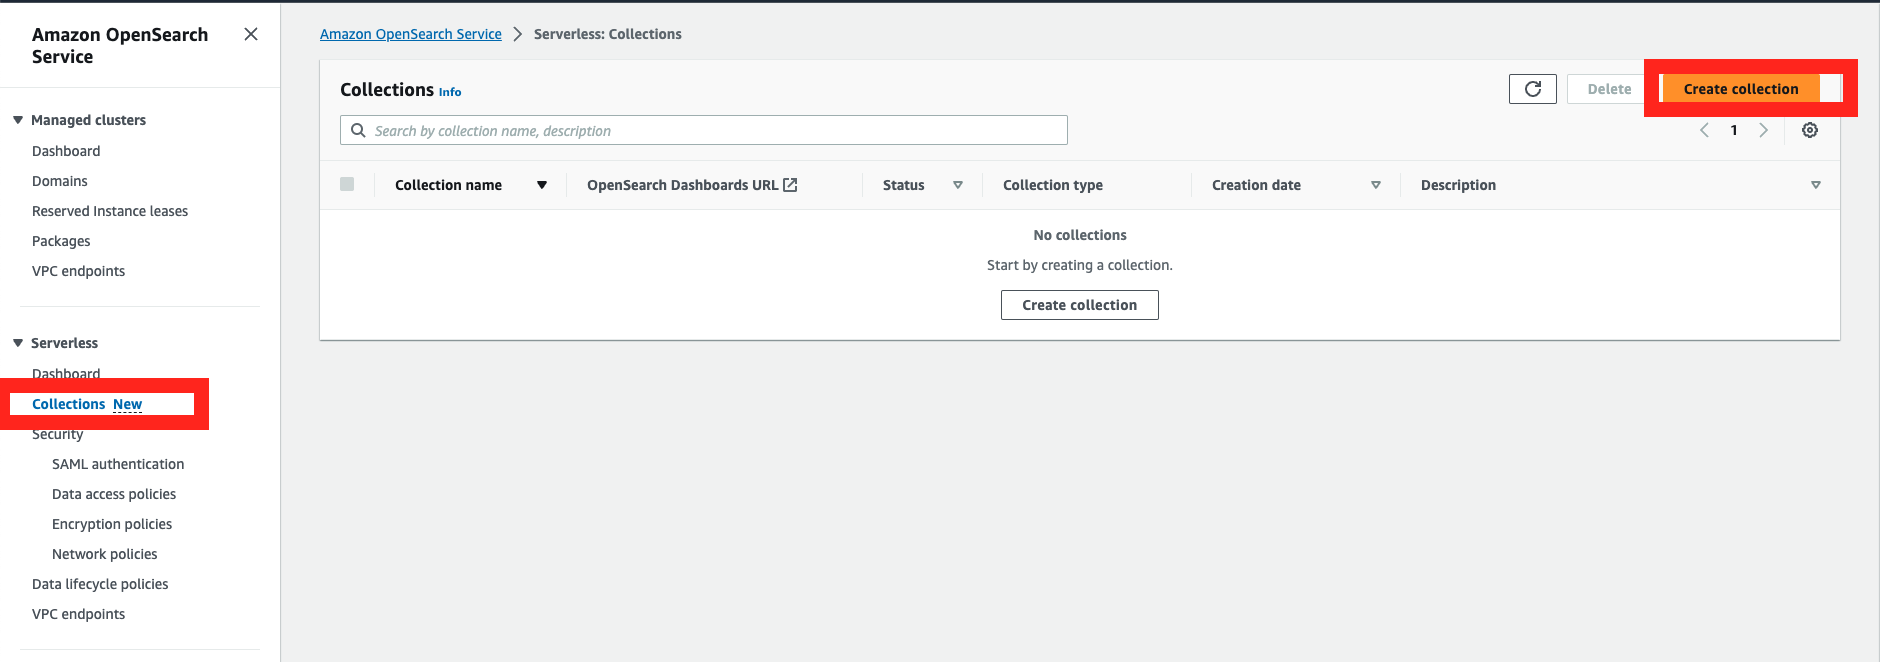 Amazon OpenSearch
Service
Managed clusters
Dashboard
Domains
Reserved Instance leases
Packages
VPC endpoints
Serverless
Dashboard
Collections New
Security
SAML authentication
Data access policies
Encryption policies
Network policies
Data lifecycle policies
VPC endpoints
Amazon OpenSearch Service > Serverless: Collections
Collections Info
Delete
Create collection
Search by collection name, description
1
Collection name OpenSearch Dashboards URL Status Collection type Creation date Description
No collections
Start by creating a collection.
Create collection